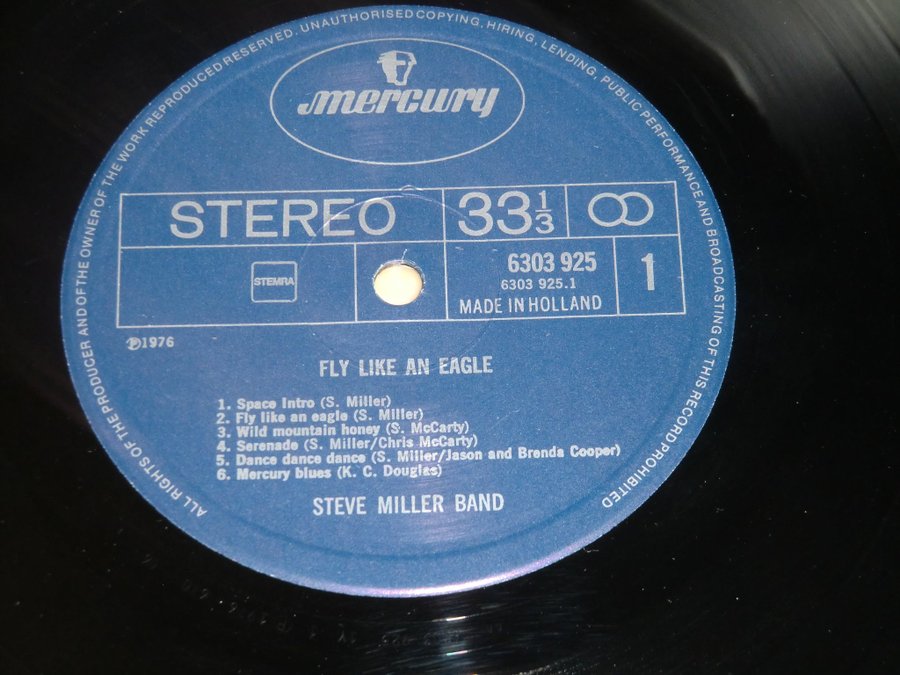 ALL RIGHTS OF THE PRODUCER AND OF THE OWNER OF THE WORK REPRODUCED RESERVED. UNAUTHORISED COPYING, HIRING, LENDING, PUBLIC PERFORMANCE AND BROADCASTING OF THIS RECORD PROHIBITED
mercury
STEREO
33 1/3
STEMRA
6303 925
6303 925.1
MADE IN HOLLAND
1
℗1976
FLY LIKE AN EAGLE
1. Space Intro (S. Miller)
2. Fly like an eagle (S. Miller)
3. Wild mountain honey (S. McCarty)
4. Serenade (S. Miller/Chris McCarty)
5. Dance dance dance (S. Miller/Jason and Brenda Cooper)
6. Mercury blues (K. C. Douglas)
STEVE MILLER BAND